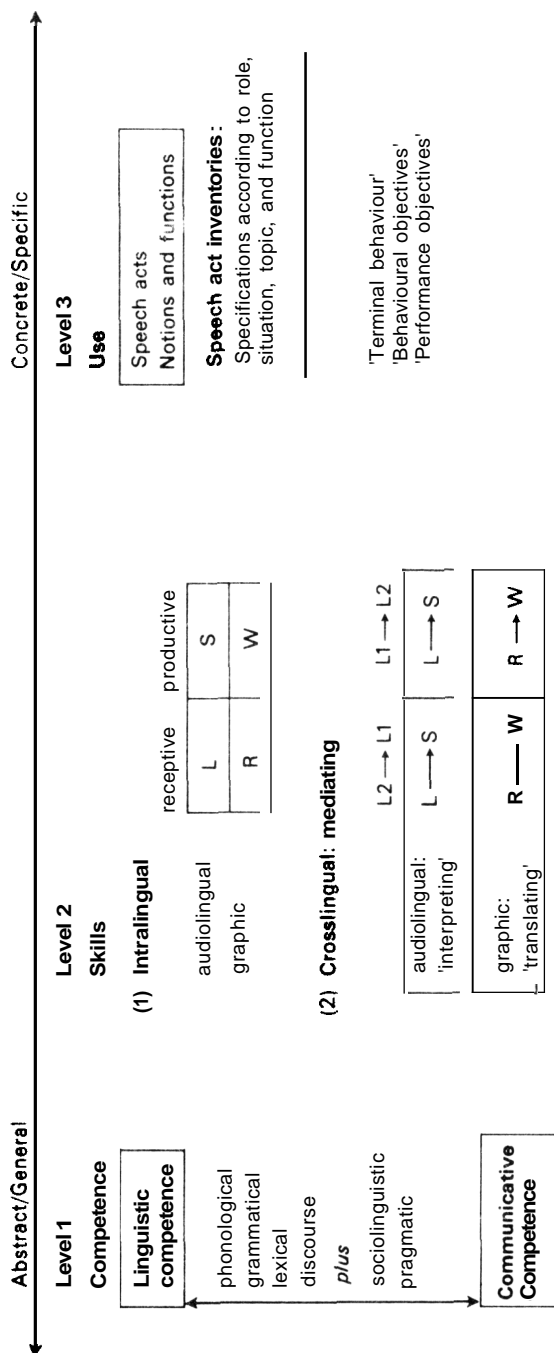 Abstract/General
Concrete/Specific
Level 1
Competence
Linguistic
competence
phonological
grammatical
lexical
discourse
plus
sociolinguistic
pragmatic
Communicative
Competence
Level 2
Skills
(1) Intralingual
receptive productive
audiolingual L S
graphic R W
(2) Crosslingual: mediating
L2 → L1 L1 → L2
audiolingual: L → S L → S
'interpreting'
graphic: R — W R → W
'translating'
Level 3
Use
Speech acts
Notions and functions
Speech act inventories:
Specifications according to role,
situation, topic, and function
'Terminal behaviour'
'Behavioural objectives'
'Performance objectives'